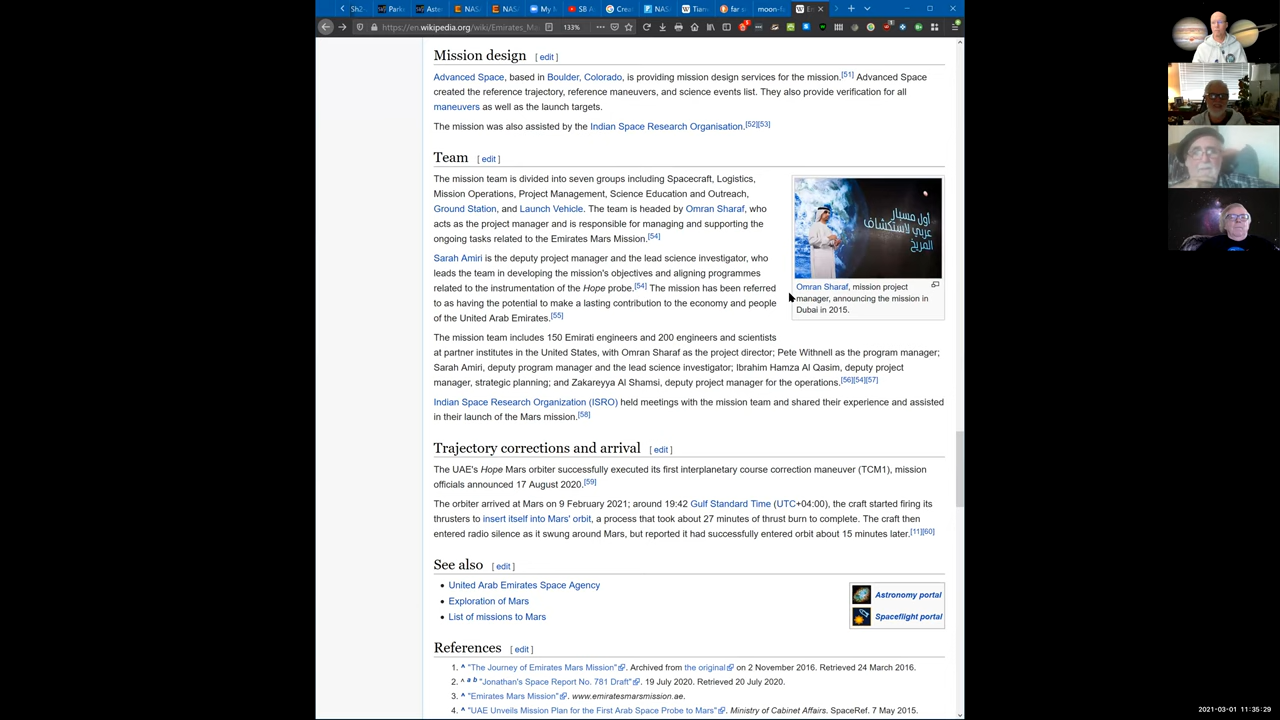 Sh2
Park
Aster
NAS
NAS
My
SB A
Cree
NAS
Tian
far s
moon-fa
https://en.wikipedia.org/wiki/Emirates_Ma
133%
Mission design [ edit ]
Advanced Space, based in Boulder, Colorado, is providing mission design services for the mission.[51] Advanced Space
created the reference trajectory, reference maneuvers, and science events list. They also provide verification for all
maneuvers as well as the launch targets.
The mission was also assisted by the Indian Space Research Organisation.[52][53]
Team [ edit ]
The mission team is divided into seven groups including Spacecraft, Logistics,
Mission Operations, Project Management, Science Education and Outreach,
Ground Station, and Launch Vehicle. The team is headed by Omran Sharaf, who
acts as the project manager and is responsible for managing and supporting the
ongoing tasks related to the Emirates Mars Mission.[54]
أول مسبار
عربي لاستكشاف
المريخ
Omran Sharaf, mission project
manager, announcing the mission in
Dubai in 2015.
Sarah Amiri is the deputy project manager and the lead science investigator, who
leads the team in developing the mission's objectives and aligning programmes
related to the instrumentation of the Hope probe.[54] The mission has been referred
to as having the potential to make a lasting contribution to the economy and people
of the United Arab Emirates.[55]
The mission team includes 150 Emirati engineers and 200 engineers and scientists
at partner institutes in the United States, with Omran Sharaf as the project director; Pete Withnell as the program manager;
Sarah Amiri, deputy program manager and the lead science investigator; Ibrahim Hamza Al Qasim, deputy project
manager, strategic planning; and Zakareyya Al Shamsi, deputy project manager for the operations.[56][54][57]
Indian Space Research Organization (ISRO) held meetings with the mission team and shared their experience and assisted
in their launch of the Mars mission.[58]
Trajectory corrections and arrival [ edit ]
The UAE's Hope Mars orbiter successfully executed its first interplanetary course correction maneuver (TCM1), mission
officials announced 17 August 2020.[59]
The orbiter arrived at Mars on 9 February 2021; around 19:42 Gulf Standard Time (UTC+04:00), the craft started firing its
thrusters to insert itself into Mars' orbit, a process that took about 27 minutes of thrust burn to complete. The craft then
entered radio silence as it swung around Mars, but reported it had successfully entered orbit about 15 minutes later.[11][60]
See also [ edit ]
• United Arab Emirates Space Agency
• Exploration of Mars
• List of missions to Mars
Astronomy portal
Spaceflight portal
References [ edit ]
1. ^ "The Journey of Emirates Mars Mission". Archived from the original on 2 November 2016. Retrieved 24 March 2016.
2. ^ a b "Jonathan's Space Report No. 781 Draft". 19 July 2020. Retrieved 20 July 2020.
3. ^ "Emirates Mars Mission". www.emiratesmarsmission.ae.
4. ^ "UAE Unveils Mission Plan for the First Arab Space Probe to Mars". Ministry of Cabinet Affairs. SpaceRef. 7 May 2015.
2021-03-01 11:35:29